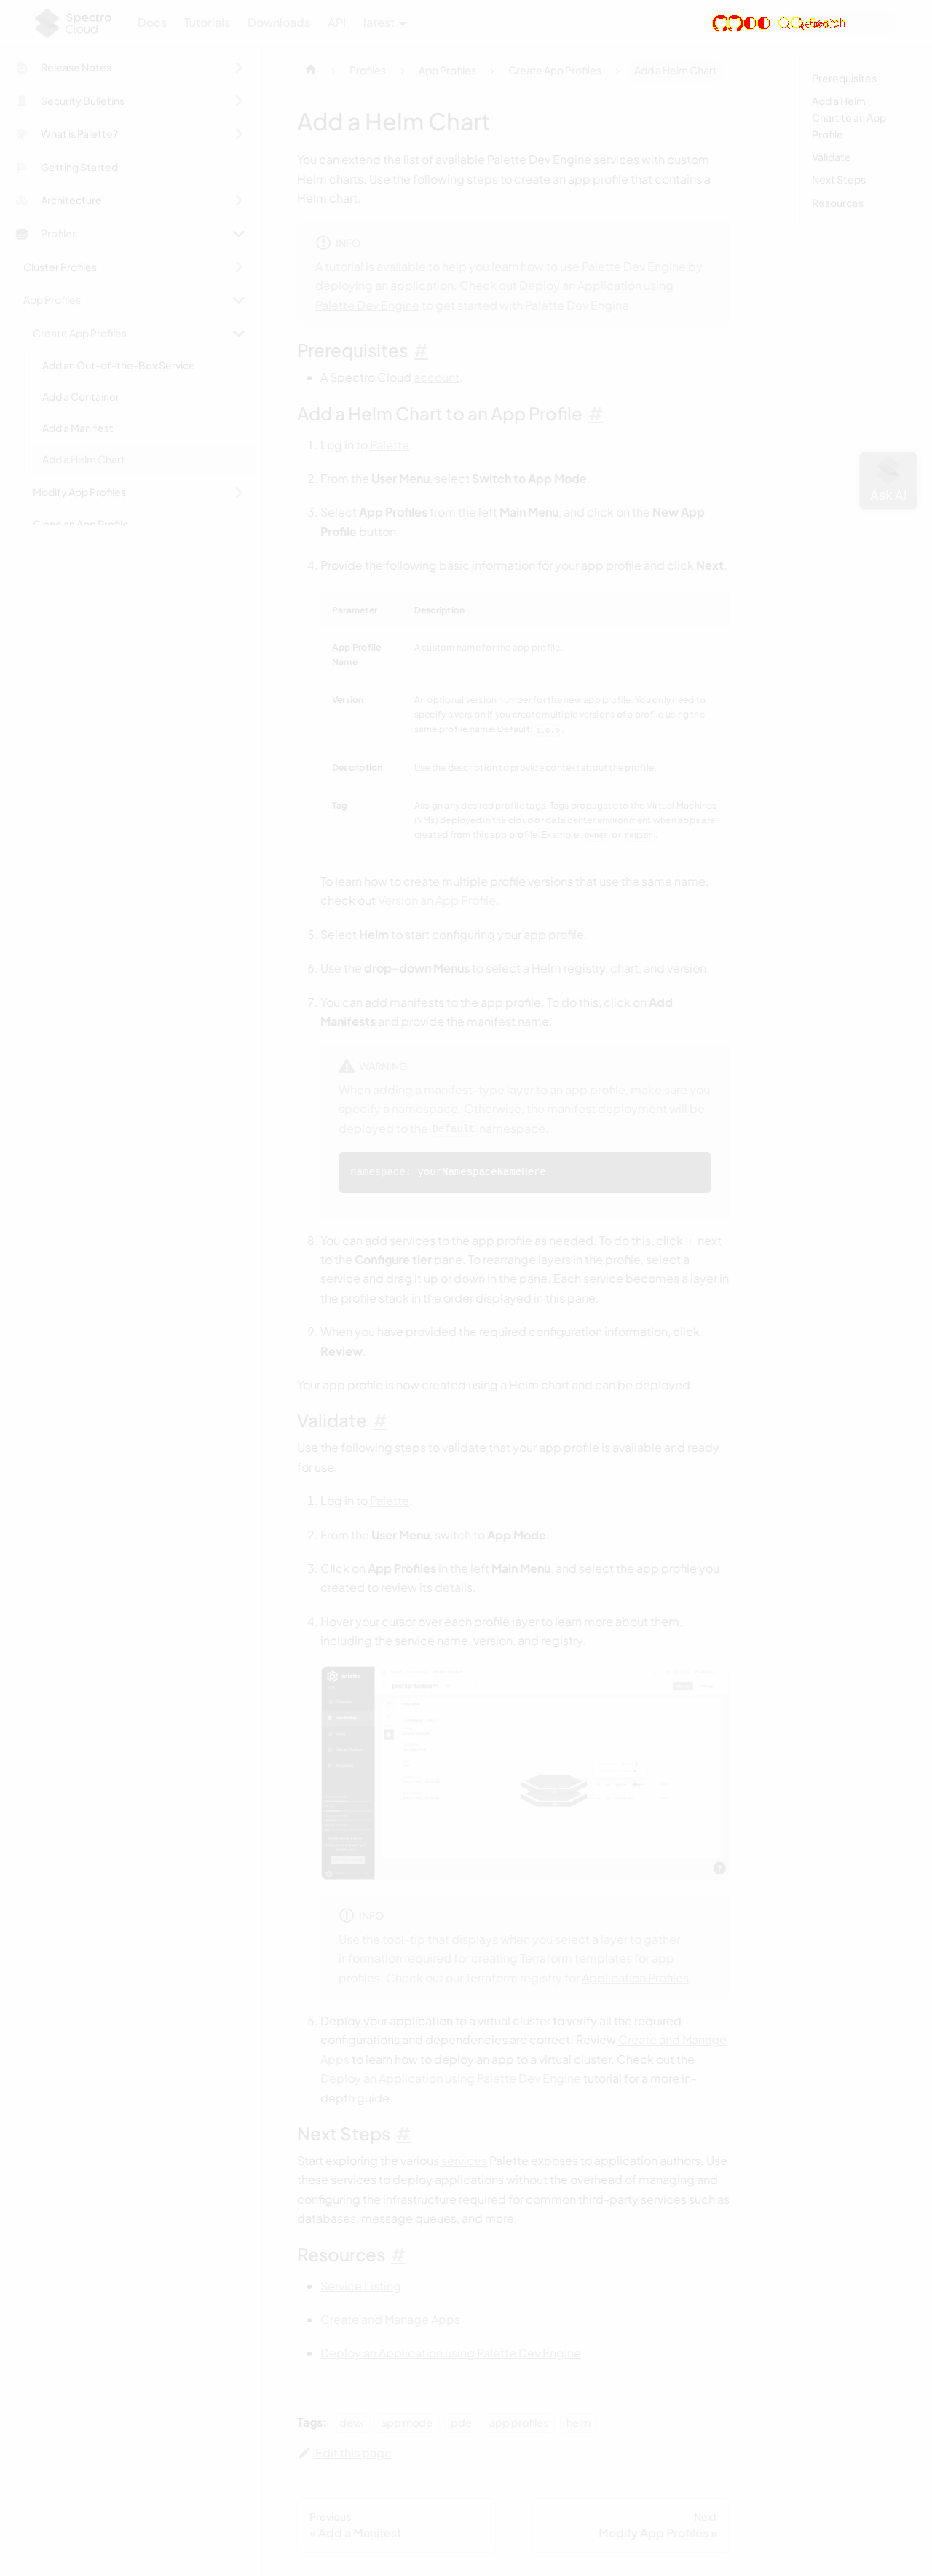 Spectro
Cloud
Docs Tutorials Downloads API latest
Release Notes
Security Bulletins
What is Palette?
Getting Started
Architecture
Profiles
Cluster Profiles
App Profiles
Create App Profiles
Add an Out-of-the-Box Service
Add a Container
Add a Manifest
Add a Helm Chart
Modify App Profiles
Profiles > App Profiles > Create App Profiles > Add a Helm Chart
Add a Helm Chart
You can extend the list of available Palette Dev Engine services with custom
Helm charts. Use the following steps to create an app profile that contains a
Helm chart.
INFO
A tutorial is available to help you learn how to use Palette Dev Engine by
deploying an application. Check out Deploy an Application using
Palette Dev Engine to get started with Palette Dev Engine.
Prerequisites #
• A Spectro Cloud account.
Add a Helm Chart to an App Profile #
1. Log in to Palette.
2. From the User Menu, select Switch to App Mode.
3. Select App Profiles from the left Main Menu, and click on the New App
Profile button.
4. Provide the following basic information for your app profile and click Next.
Parameter Description
App Profile
Name
A custom name for the app profile.
Version
An optional version number for the new app profile. You only need to
specify a version if you create multiple versions of a profile using the
same profile name. Default: 1.0.0.
Description Use the description to provide context about the profile.
Tag
Assign any desired profile tags. Tags propagate to the Virtual Machines
(VMs) deployed in the cloud or data center environment when apps are
created from this app profile. Example: owner or region.
To learn how to create multiple profile versions that use the same name,
check out Version an App Profile.
5. Select Helm to start configuring your app profile.
6. Use the drop-down Menus to select a Helm registry, chart, and version.
7. You can add manifests to the app profile. To do this, click on Add
Manifests and provide the manifest name.
WARNING
When adding a manifest-type layer to an app profile, make sure you
specify a namespace. Otherwise, the manifest deployment will be
deployed to the Default namespace.
namespace: yourNamespaceNameHere
8. You can add services to the app profile as needed. To do this, click + next
to the Configure tier pane. To rearrange layers in the profile, select a
service and drag it up or down in the pane. Each service becomes a layer in
the profile stack in the order displayed in this pane.
9. When you have provided the required configuration information, click
Review.
Your app profile is now created using a Helm chart and can be deployed.
Validate #
Use the following steps to validate that your app profile is available and ready
for use.
1. Log in to Palette.
2. From the User Menu, switch to App Mode.
3. Click on App Profiles in the left Main Menu, and select the app profile you
created to review its details.
4. Hover your cursor over each profile layer to learn more about them,
including the service name, version, and registry.
INFO
Use the tool-tip that displays when you select a layer to gather
information required for creating Terraform templates for app
profiles. Check out our Terraform registry for Application Profiles.
5. Deploy your application to a virtual cluster to verify all the required
configurations and dependencies are correct. Review Create and Manage
Apps to learn how to deploy an app to a virtual cluster. Check out the
Deploy an Application using Palette Dev Engine tutorial for a more in-
depth guide.
Next Steps #
Start exploring the various services Palette exposes to application authors. Use
these services to deploy applications without the overhead of managing and
configuring the infrastructure required for common third-party services such as
databases, message queues, and more.
Resources #
• Service Listing
• Create and Manage Apps
• Deploy an Application using Palette Dev Engine
Tags: devx app mode pde app profiles helm
Edit this page
Previous
« Add a Manifest
Next
Modify App Profiles »
Prerequisites
Add a Helm
Chart to an App
Profile
Validate
Next Steps
Resources
Ask AI